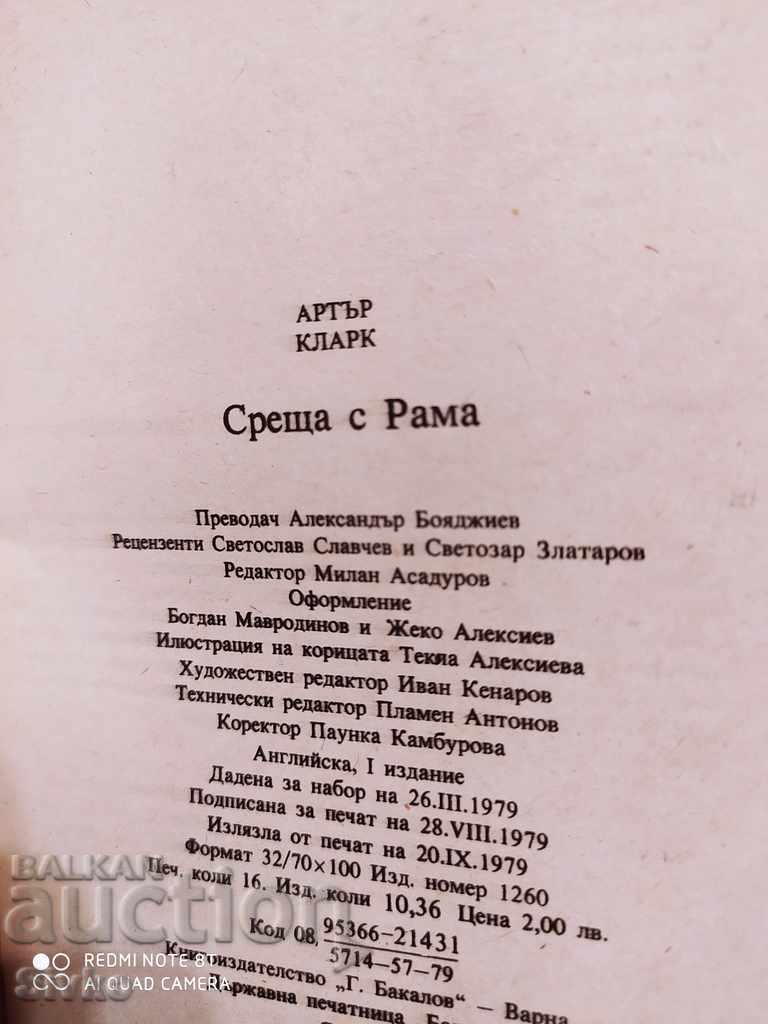 АРТЪР
КЛАРК
Среща с Рама
Преводач Александър Бояджиев
Рецензенти Светослав Славчев и Светозар Златаров
Редактор Милан Асадуров
Оформление
Богдан Мавродинов и Жеко Алексиев
Илюстрация на корицата Текла Алексиева
Художествен редактор Иван Кенаров
Технически редактор Пламен Антонов
Коректор Паунка Камбурова
Английска, I издание
Дадена за набор на 26.III.1979
Подписана за печат на 28.VIII.1979
Излязла от печат на 20.IX.1979
Формат 32/70×100 Изд. номер 1260
Печ. коли 16. Изд. коли 10,36 Цена 2,00 лв.
Код 08, 95366—21431
5714—57—79
Книгоиздателство „Г. Бакалов" — Варна
Държавна печатница
BALKAN
auction
REDMI NOTE 8T
AI QUAD CAMERA